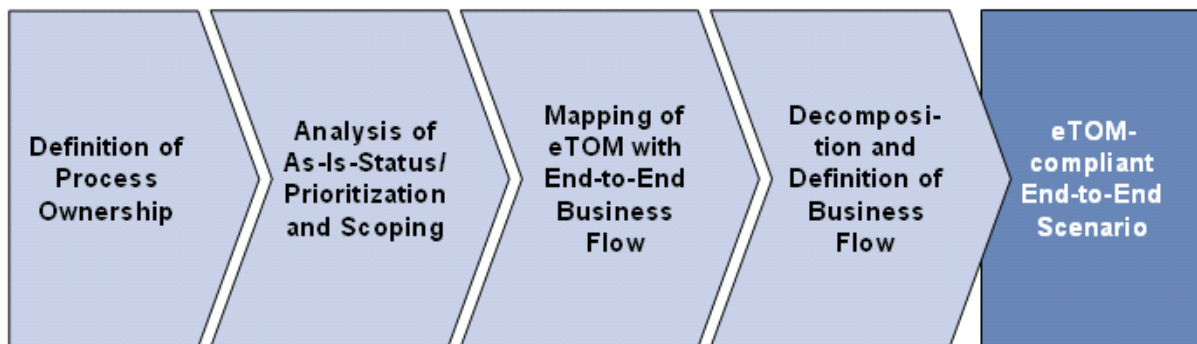 Definition of
Process
Ownership
Analysis of
As-Is-Status/
Prioritization
and Scoping
Mapping of
eTOM with
End-to-End
Business
Flow
Decomposi-
tion and
Definition of
Business
Flow
eTOM-
compliant
End-to-End
Scenario